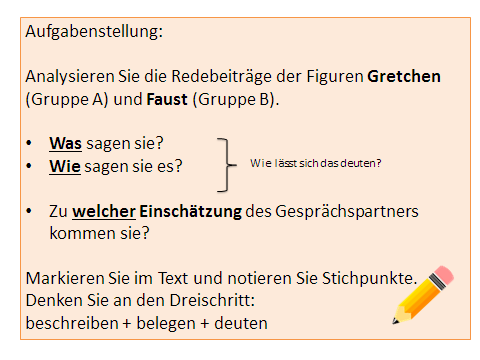 Aufgabenstellung:
Analysieren Sie die Redebeiträge der Figuren Gretchen
(Gruppe A) und Faust (Gruppe B).
• Was sagen sie?
• Wie sagen sie es?
Wie lässt sich das deuten?
• Zu welcher Einschätzung des Gesprächspartners
kommen sie?
Markieren Sie im Text und notieren Sie Stichpunkte.
Denken Sie an den Dreischritt:
beschreiben + belegen + deuten